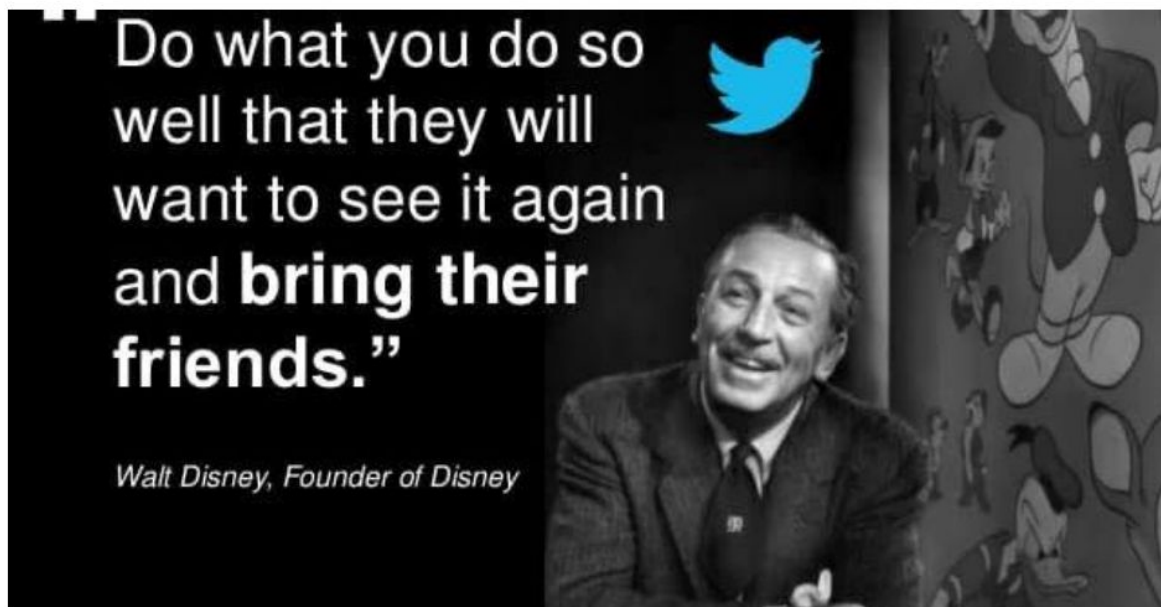 "
Do what you do so
well that they will
want to see it again
and bring their
friends.”
Walt Disney, Founder of Disney